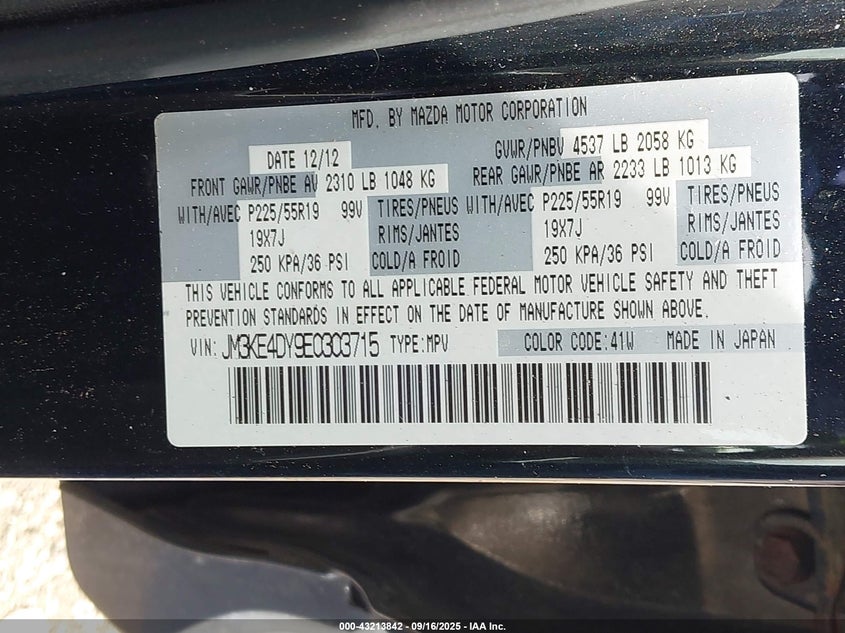 MFD. BY MAZDA MOTOR CORPORATION
DATE 12/12 GVWR/PNBV 4537 LB 2058 KG
FRONT GAWR/PNBE AV 2310 LB 1048 KG REAR GAWR/PNBE AR 2233 LB 1013 KG
WITH/AVEC P225/55R19 99V TIRES/PNEUS WITH/AVEC P225/55R19 99V TIRES/PNEUS
19X7J RIMS/JANTES 19X7J RIMS/JANTES
250 KPA/36 PSI COLD/A FROID 250 KPA/36 PSI COLD/A FROID
THIS VEHICLE CONFORMS TO ALL APPLICABLE FEDERAL MOTOR VEHICLE SAFETY AND THEFT
PREVENTION STANDARDS IN EFFECT ON THE DATE OF MANUFACTURE SHOWN ABOVE.
VIN: JM3KE4DY9E0303715 TYPE:MPV COLOR CODE:41W MADE IN JAPAN
000-43213842 - 09/16/2025 - IAA Inc.